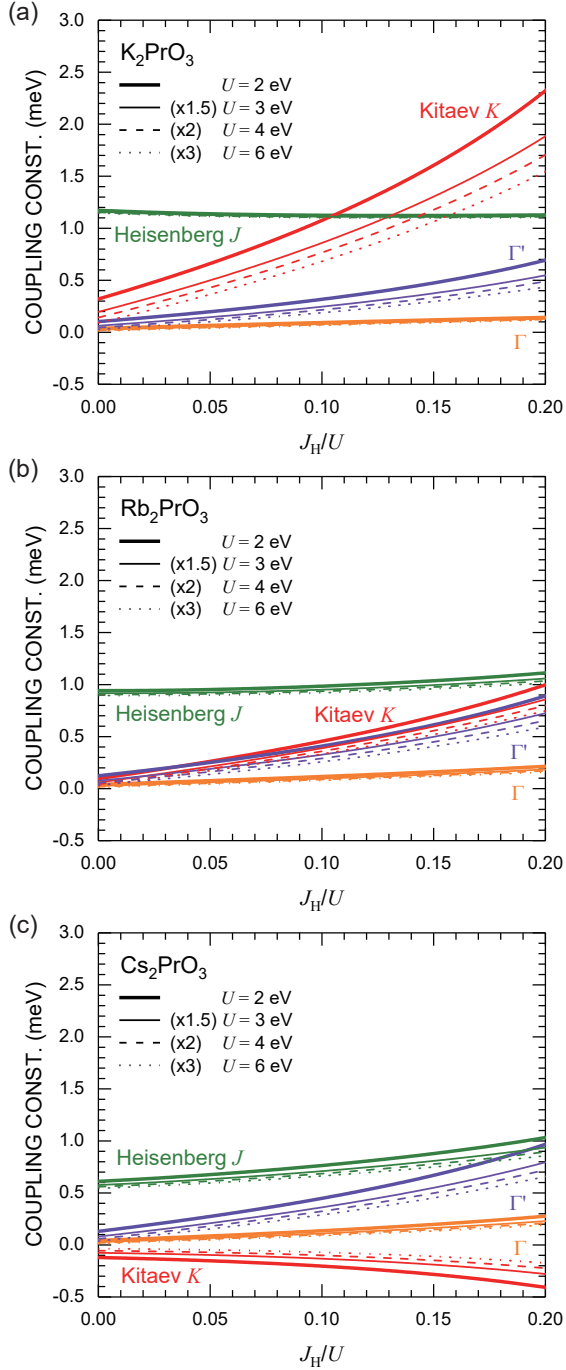 (a)
K₂PrO₃
U = 2 eV
(x1.5) U = 3 eV
(x2) U = 4 eV
(x3) U = 6 eV
Kitaev K
Heisenberg J
Γ'
Γ
COUPLING CONST. (meV)
3.0
2.5
2.0
1.5
1.0
0.5
0.0
-0.5
0.00 0.05 0.10 0.15 0.20
J_H/U
(b)
Rb₂PrO₃
U = 2 eV
(x1.5) U = 3 eV
(x2) U = 4 eV
(x3) U = 6 eV
Heisenberg J
Kitaev K
Γ'
Γ
COUPLING CONST. (meV)
3.0
2.5
2.0
1.5
1.0
0.5
0.0
-0.5
0.00 0.05 0.10 0.15 0.20
J_H/U
(c)
Cs₂PrO₃
U = 2 eV
(x1.5) U = 3 eV
(x2) U = 4 eV
(x3) U = 6 eV
Heisenberg J
Γ'
Γ
Kitaev K
COUPLING CONST. (meV)
3.0
2.5
2.0
1.5
1.0
0.5
0.0
-0.5
0.00 0.05 0.10 0.15 0.20
J_H/U